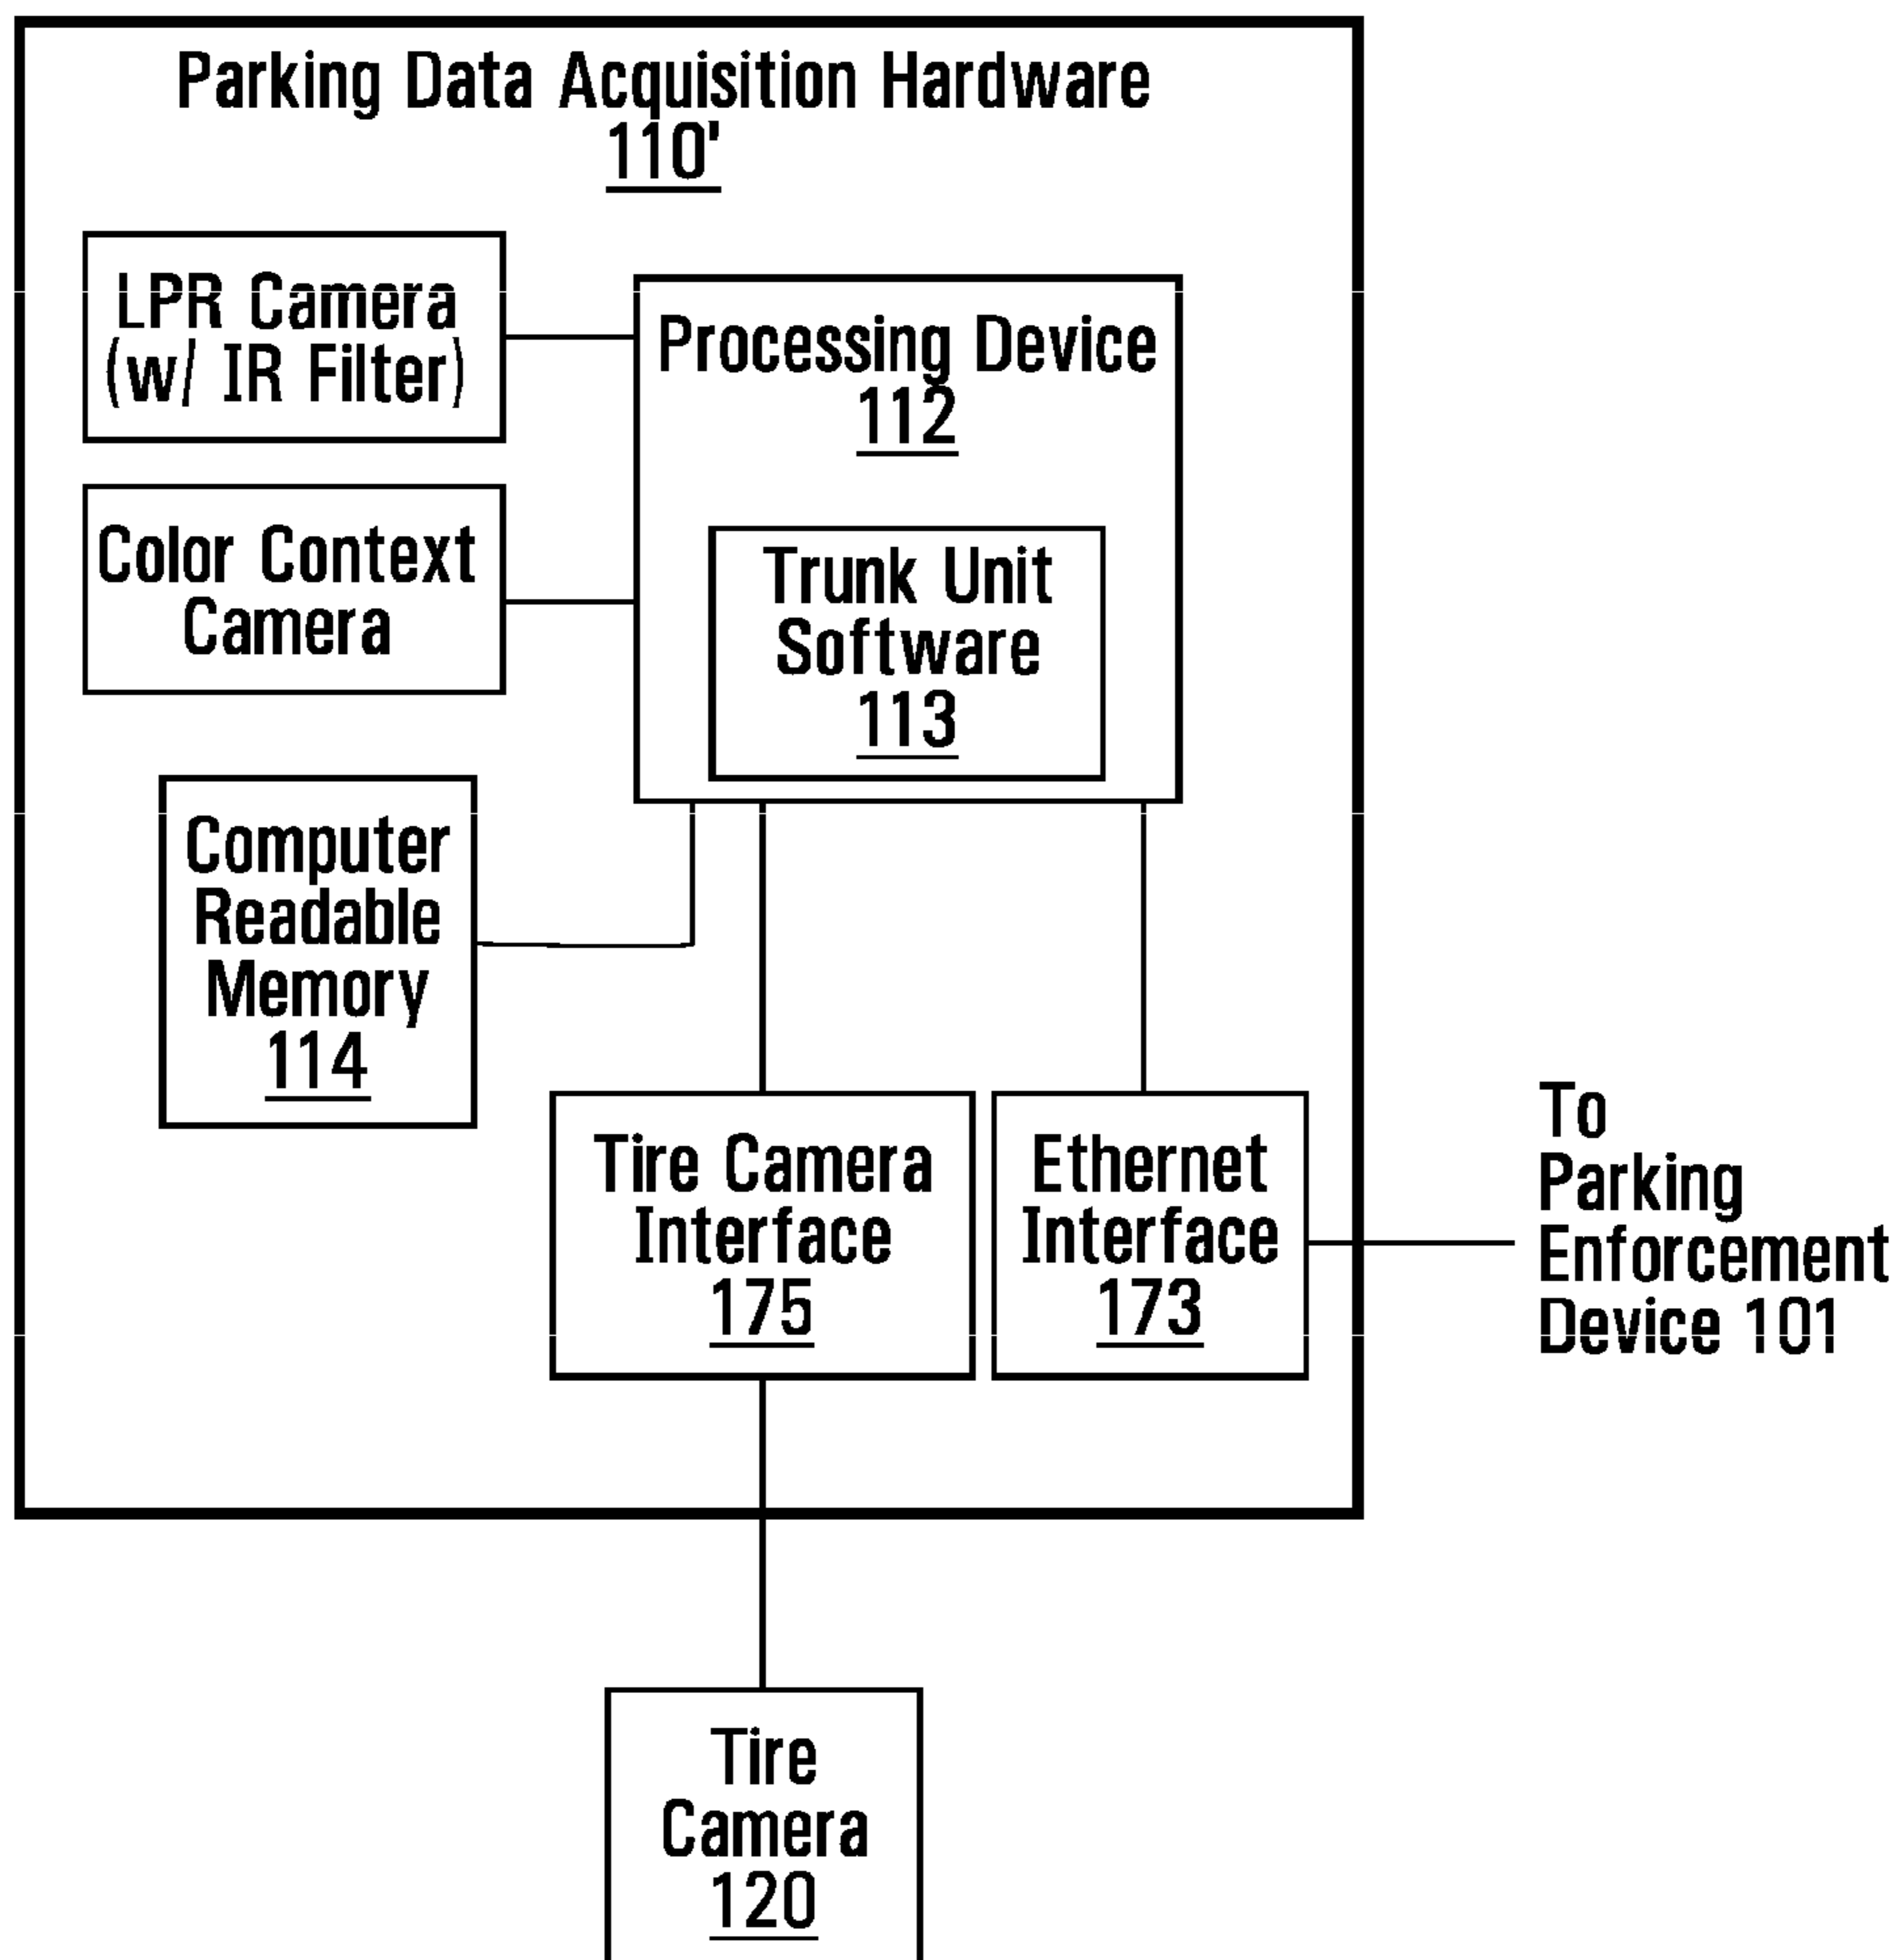 Parking Data Acquisition Hardware
110'
LPR Camera
(w/ IR Filter)
Processing Device
112
Color Context
Camera
Trunk Unit
Software
113
Computer
Readable
Memory
114
Tire Camera
Interface
175
Ethernet
Interface
173
To
Parking
Enforcement
Device 101
Tire
Camera
120